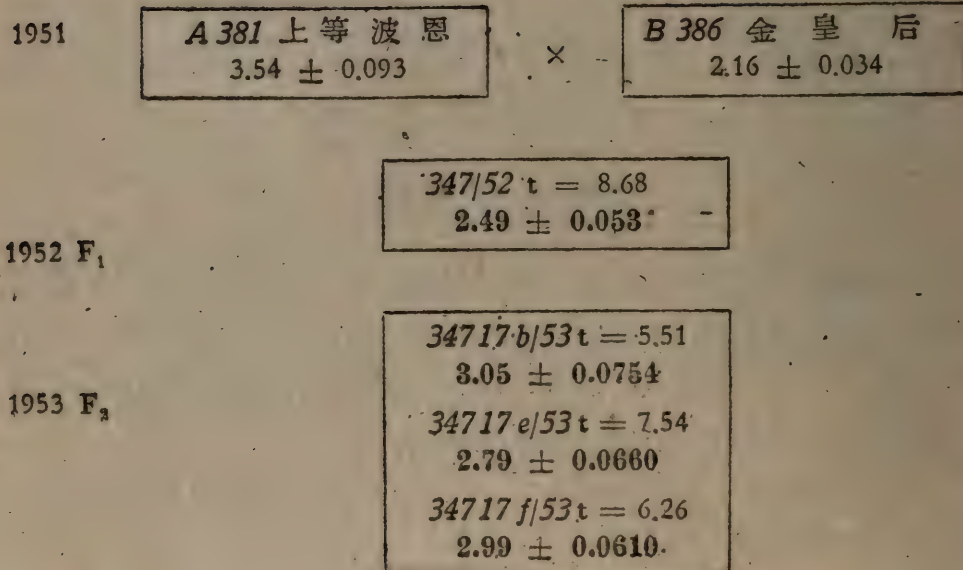 1951 A 381 上等波恩 × B 386 金皇后
3.54 ± 0.093 2.16 ± 0.034
347/52 t = 8.68
2.49 ± 0.053
1952 F₁
34717 b/53 t = 5.51
3.05 ± 0.0754
1953 F₂
34717 e/53 t = 7.54
2.79 ± 0.0660
34717 f/53 t = 6.26
2.99 ± 0.0610